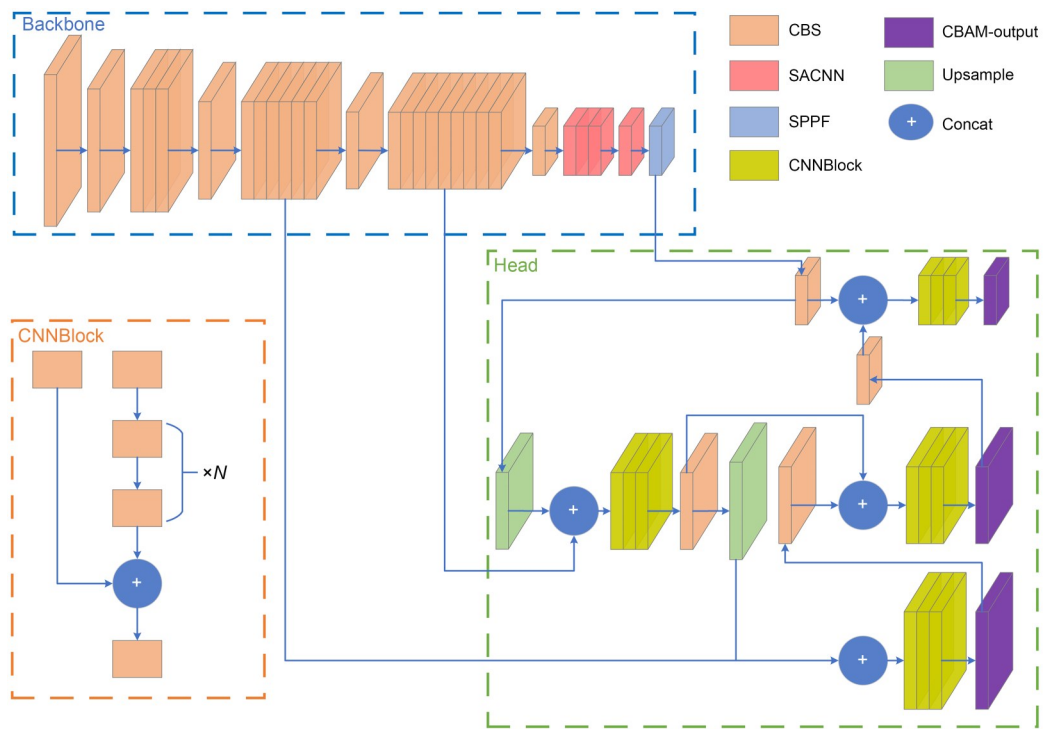 Backbone
CBS
CBAM-output
SACNN
Upsample
SPPF
+
Concat
CNNBlock
Head
+
CNNBlock
×N
+
+
+
+